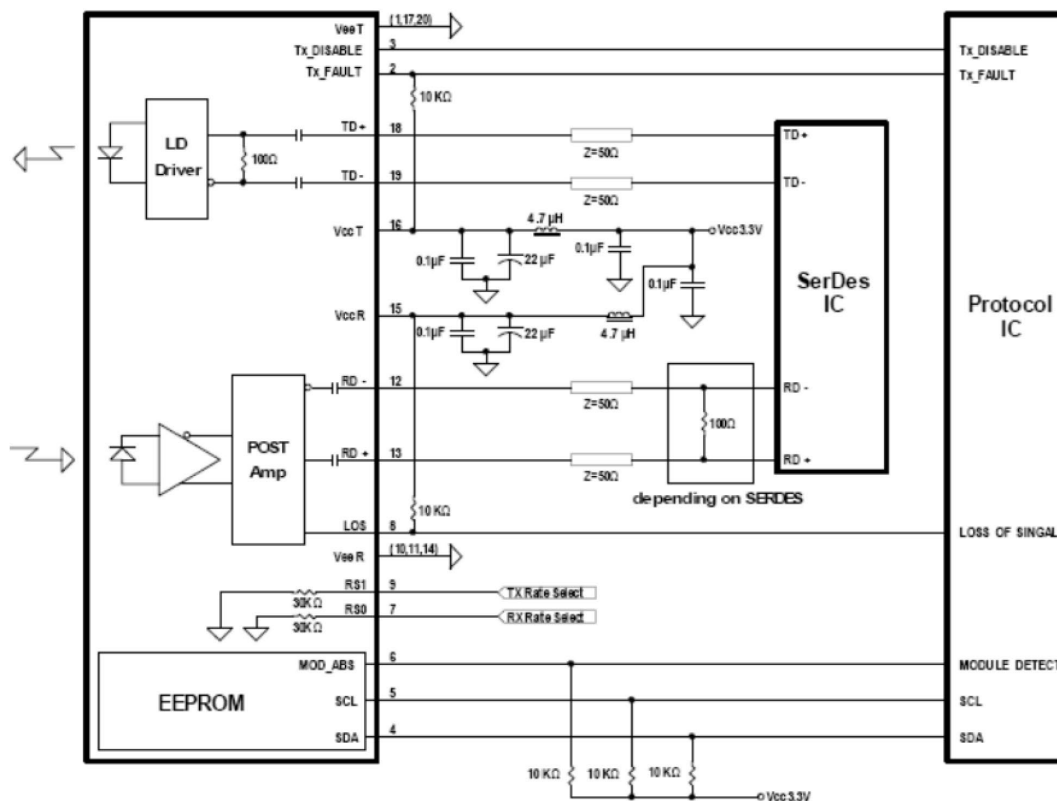 VeeT (1,17,20)
Tx_DISABLE 3 Tx_DISABLE
Tx_FAULT 2 Tx_FAULT
10 KΩ
LD Driver
100Ω
TD+ 18 Z=50Ω TD+
TD- 19 Z=50Ω TD-
VccT 16 4.7 µH Vcc3.3V
0.1µF 22 µF 0.1µF
0.1µF
SerDes IC
Protocol IC
VccR 15
0.1µF 22 µF 4.7 µH
RD - 12 Z=50Ω RD -
100Ω
POST Amp
RD + 13 Z=50Ω RD +
depending on SERDES
10 KΩ
LOS 8 LOSS OF SINGAL
VeeR (10,11,14)
RS1 9 TX Rate Select
30KΩ
RS0 7 RX Rate Select
30KΩ
MOD_ABS 6 MODULE DETECT
EEPROM
SCL 5 SCL
SDA 4 SDA
10 KΩ 10 KΩ 10 KΩ
Vcc3.3V